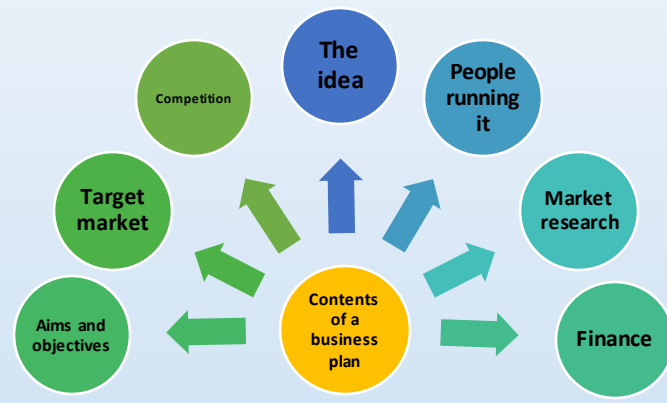 The
idea
People
running
it
Competition
Target
market
Market
research
Aims and
objectives
Contents
of a
business
plan
Finance